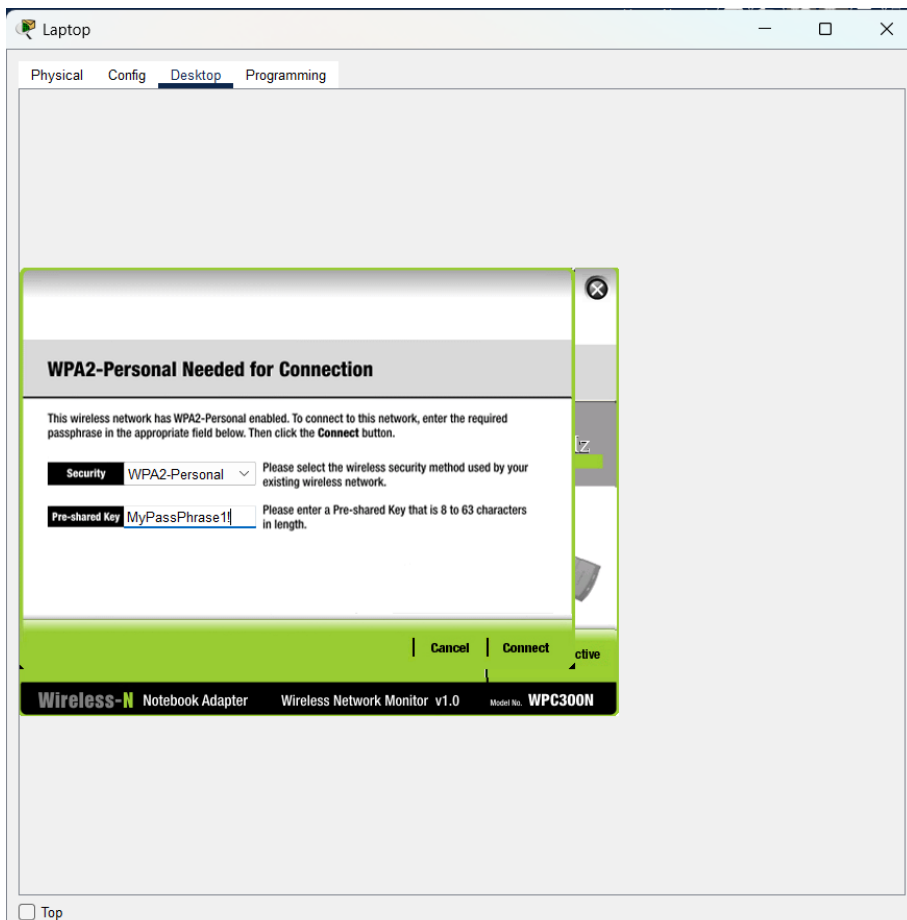 Laptop
Physical Config Desktop Programming
WPA2-Personal Needed for Connection
This wireless network has WPA2-Personal enabled. To connect to this network, enter the required
passphrase in the appropriate field below. Then click the Connect button.
Security WPA2-Personal Please select the wireless security method used by your
existing wireless network.
Pre-shared Key MyPassPhrase1! Please enter a Pre-shared Key that is 8 to 63 characters
in length.
Cancel Connect
Wireless-N Notebook Adapter Wireless Network Monitor v1.0 Model No. WPC300N
Top